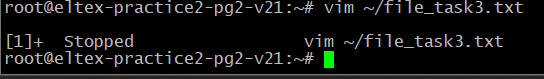 root@eltex-practice2-pg2-v21:~# vim ~/file_task3.txt
[1]+  Stopped                 vim ~/file_task3.txt
root@eltex-practice2-pg2-v21:~#